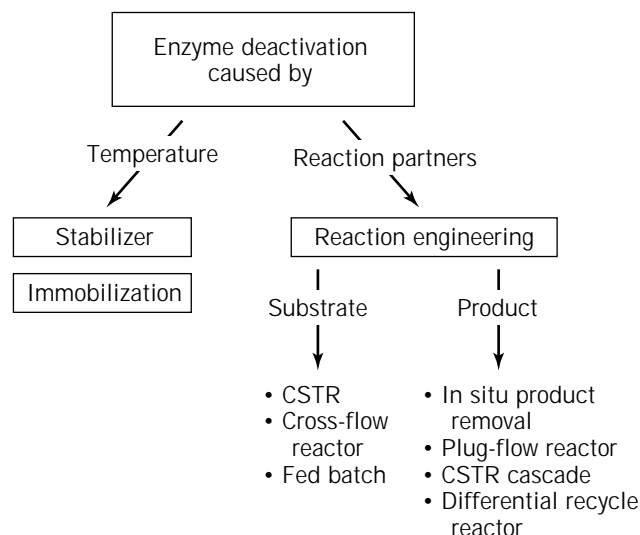 Enzyme deactivation
caused by
Temperature
Reaction partners
Stabilizer
Immobilization
Reaction engineering
Substrate
Product
• CSTR
• Cross-flow
reactor
• Fed batch
• In situ product
removal
• Plug-flow reactor
• CSTR cascade
• Differential recycle
reactor